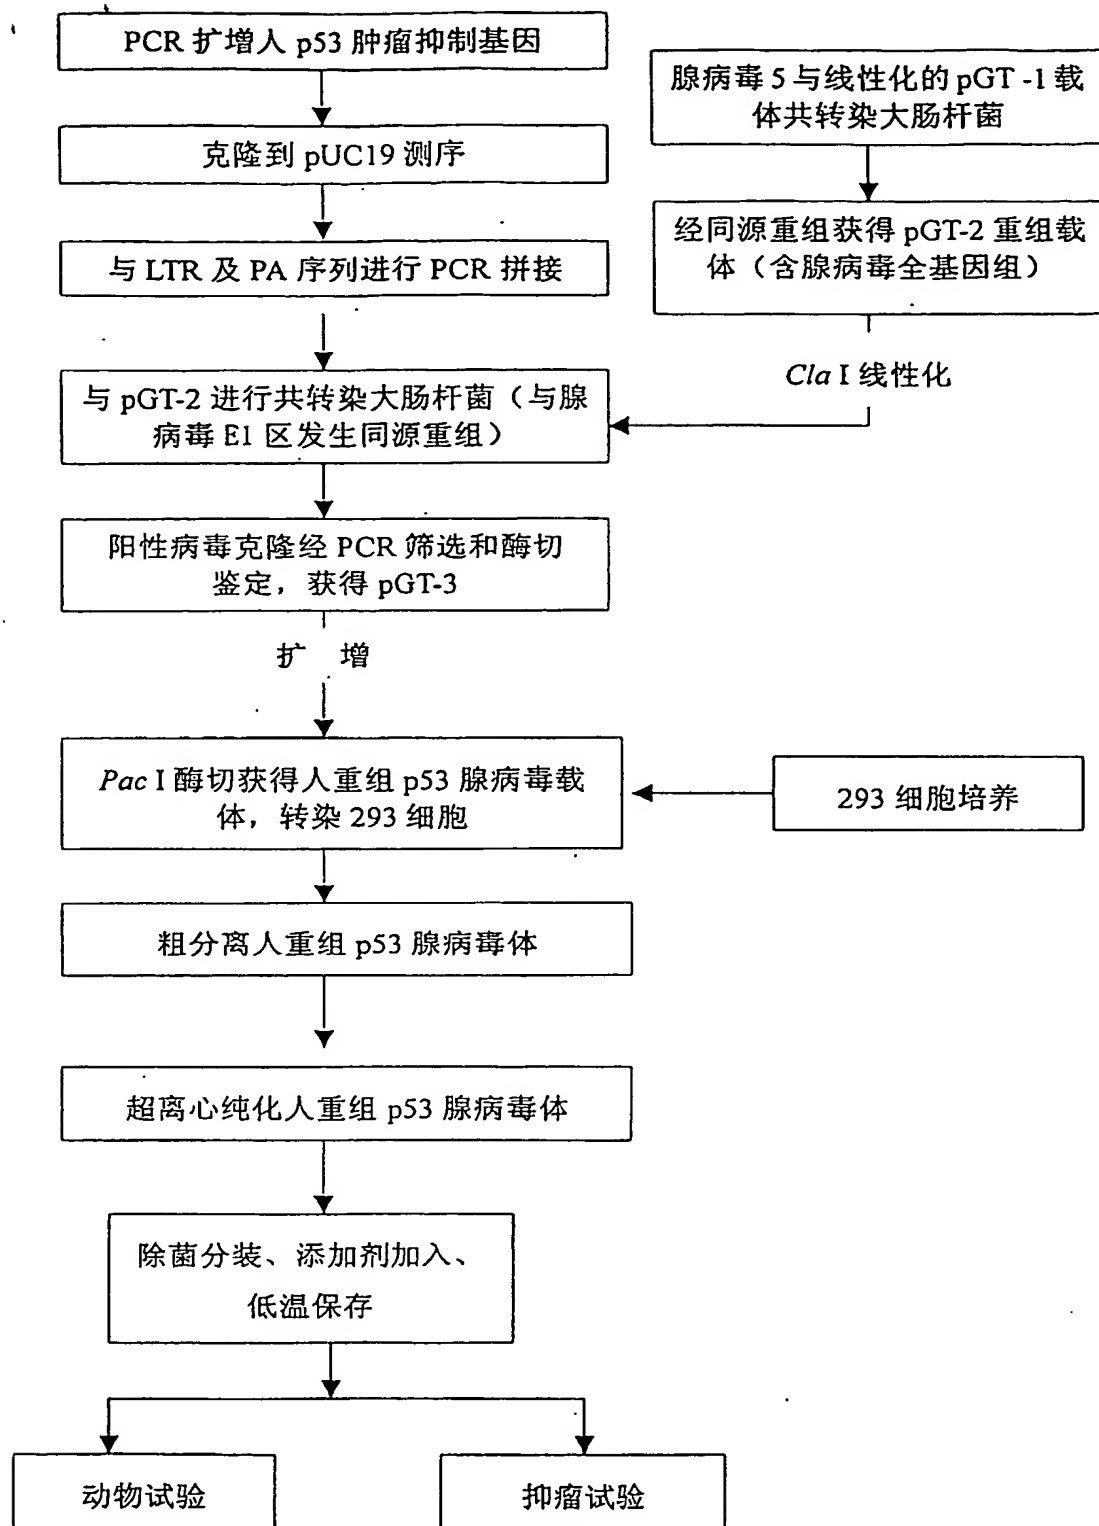 PCR 扩增人 p53 肿瘤抑制基因
腺病毒 5 与线性化的 pGT -1 载
体共转染大肠杆菌
克隆到 pUC19 测序
经同源重组获得 pGT-2 重组载
体（含腺病毒全基因组）
与 LTR 及 PA 序列进行 PCR 拼接
Cla I 线性化
与 pGT-2 进行共转染大肠杆菌（与腺
病毒 E1 区发生同源重组）
阳性病毒克隆经 PCR 筛选和酶切
鉴定，获得 pGT-3
扩 增
Pac I 酶切获得人重组 p53 腺病毒载
体，转染 293 细胞
293 细胞培养
粗分离人重组 p53 腺病毒体
超离心纯化人重组 p53 腺病毒体
除菌分装、添加剂加入、
低温保存
动物试验
抑瘤试验